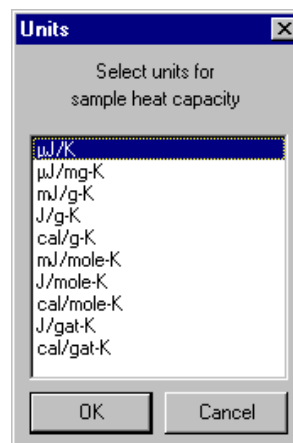 Units
Select units for
sample heat capacity
µJ/K
µJ/mg-K
mJ/g-K
J/g-K
cal/g-K
mJ/mole-K
J/mole-K
cal/mole-K
J/gat-K
cal/gat-K
OK
Cancel